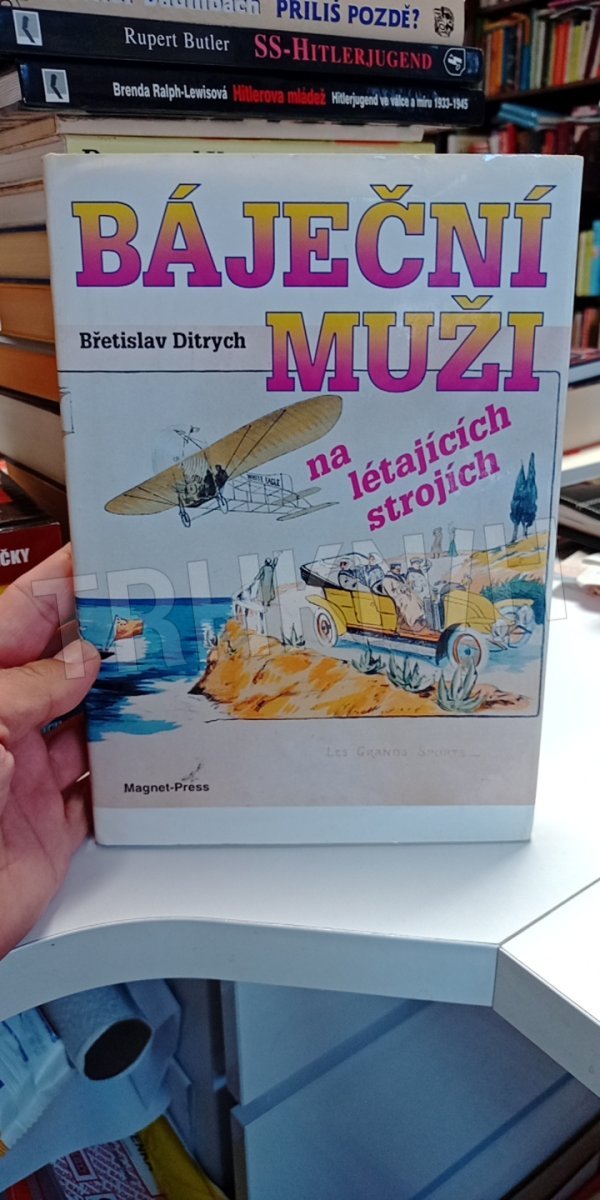 PŘÍLIŠ POZDĚ?
Rupert Butler SS-HITLERJUGEND
Brenda Ralph-Lewisová Hitlerova mládež Hitlerjugend ve válce a míru 1933-1945
BÁJEČNÍ
MUŽI
Břetislav Ditrych
na
létajících
strojích
WHITE EAGLE
LES GRANDS SPORTS
Magnet-Press
TRHKNIH